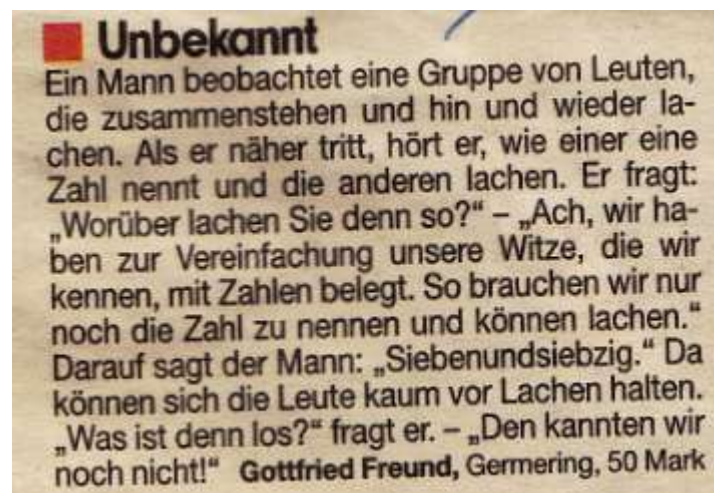 Unbekannt
Ein Mann beobachtet eine Gruppe von Leuten,
die zusammenstehen und hin und wieder la-
chen. Als er näher tritt, hört er, wie einer eine
Zahl nennt und die anderen lachen. Er fragt:
„Worüber lachen Sie denn so?“ – „Ach, wir ha-
ben zur Vereinfachung unsere Witze, die wir
kennen, mit Zahlen belegt. So brauchen wir nur
noch die Zahl zu nennen und können lachen.“
Darauf sagt der Mann: „Siebenundsiebzig.“ Da
können sich die Leute kaum vor Lachen halten.
„Was ist denn los?“ fragt er. – „Den kannten wir
noch nicht!“ Gottfried Freund, Germering, 50 Mark